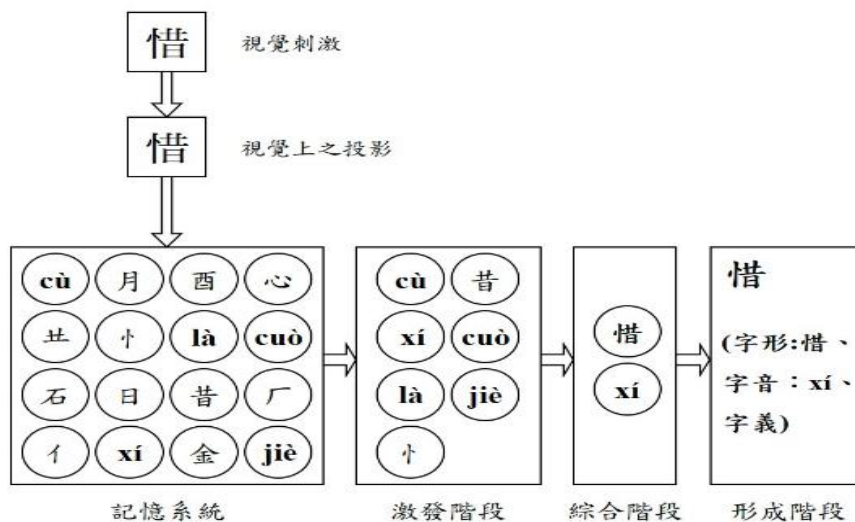 惜
視覺刺激
惜
視覺上之投影
cù 月 酉 心
龷 忄 là cuò
石 日 昔 厂
亻 xí 金 jiè
記憶系統
cù 昔
xí cuò
là jiè
忄
激發階段
惜
xí
綜合階段
惜
(字形:惜、
字音：xí、
字義)
形成階段